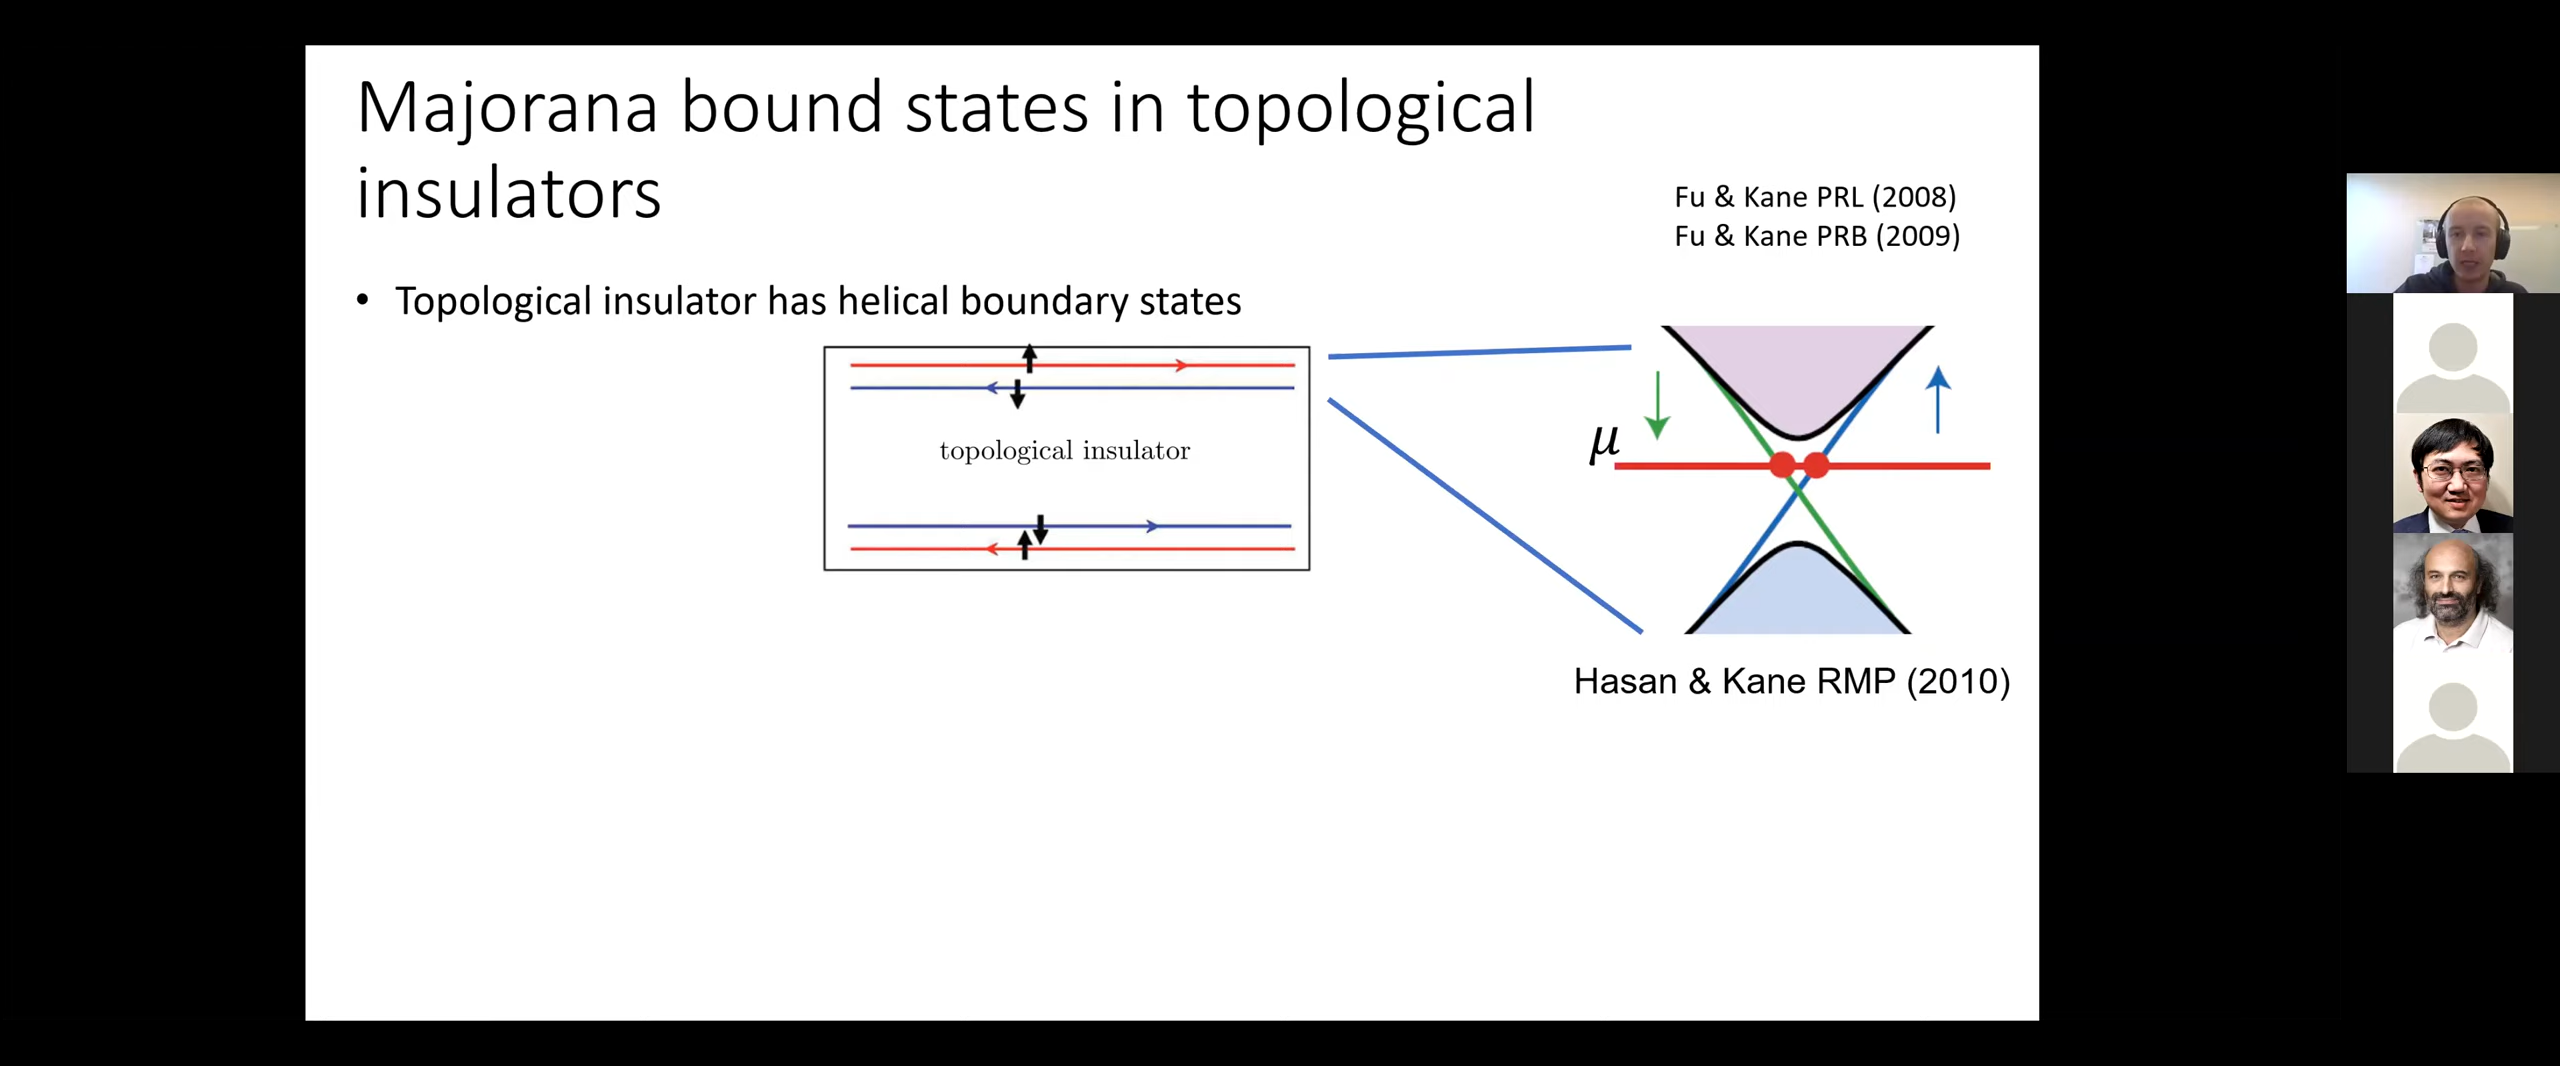 Majorana bound states in topological
insulators
Fu & Kane PRL (2008)
Fu & Kane PRB (2009)
• Topological insulator has helical boundary states
topological insulator
μ
Hasan & Kane RMP (2010)